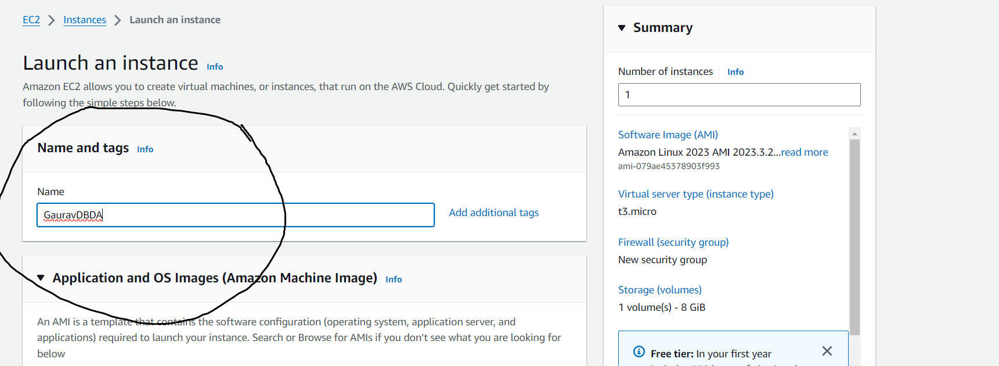 EC2 > Instances > Launch an instance
Launch an instance Info
Amazon EC2 allows you to create virtual machines, or instances, that run on the AWS Cloud. Quickly get started by
following the simple steps below.
Name and tags Info
Name
GauravDBDA
Add additional tags
Application and OS Images (Amazon Machine Image) Info
An AMI is a template that contains the software configuration (operating system, application server, and
applications) required to launch your instance. Search or Browse for AMIs if you don't see what you are looking for
below
Summary
Number of instances Info
1
Software Image (AMI)
Amazon Linux 2023 AMI 2023.3.2...read more
ami-079ae45378903f993
Virtual server type (instance type)
t3.micro
Firewall (security group)
New security group
Storage (volumes)
1 volume(s) - 8 GiB
Free tier: In your first year